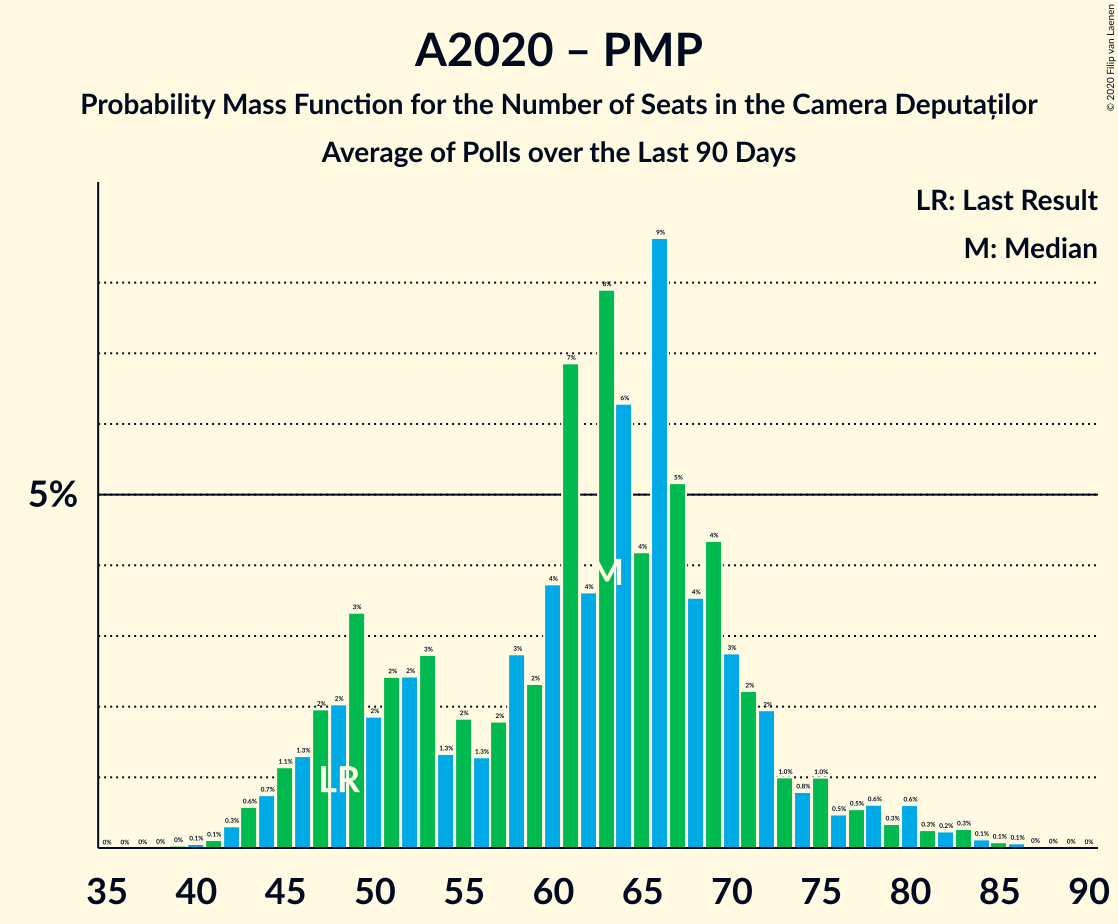 A2020 – PMP
Probability Mass Function for the Number of Seats in the Camera Deputaților
Average of Polls over the Last 90 Days
© 2020 Filip van Laenen
LR: Last Result
M: Median
5%
0% 0% 0% 0% 0% 0.1% 0.1% 0.3% 0.6% 0.7% 1.1% 1.3% 2% 2% 3% 2% 2% 2% 3% 1.3% 2% 1.3% 2% 3% 2% 4% 7% 4% 8% 6% 4% 9% 5% 4% 4% 3% 2% 2% 1.0% 0.8% 1.0% 0.5% 0.5% 0.6% 0.3% 0.6% 0.3% 0.2% 0.3% 0.1% 0.1% 0.1% 0% 0% 0% 0%
M
LR
35 40 45 50 55 60 65 70 75 80 85 90